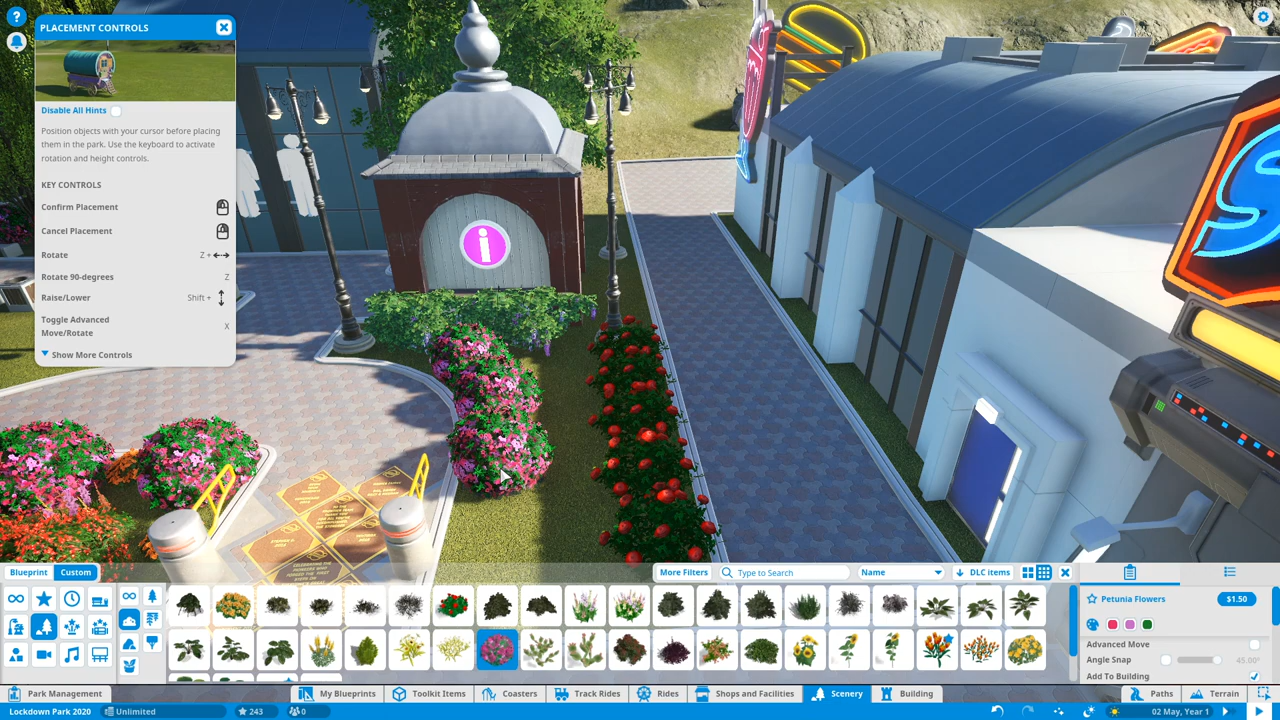 PLACEMENT CONTROLS
Disable All Hints
Position objects with your cursor before placing
them in the park. Use the keyboard to activate
rotation and height controls.
KEY CONTROLS
Confirm Placement
Cancel Placement
Rotate Z +
Rotate 90-degrees Z
Raise/Lower Shift +
Toggle Advanced
Move/Rotate X
Show More Controls
i
Blueprint Custom More Filters Type to Search Name DLC items
Petunia Flowers $1.50
Advanced Move
Angle Snap 45.00°
Add To Building
Park Management My Blueprints Toolkit Items Coasters Track Rides Rides Shops and Facilities Scenery Building Paths Terrain
Lockdown Park 2020 Unlimited 243 0 02 May, Year 1